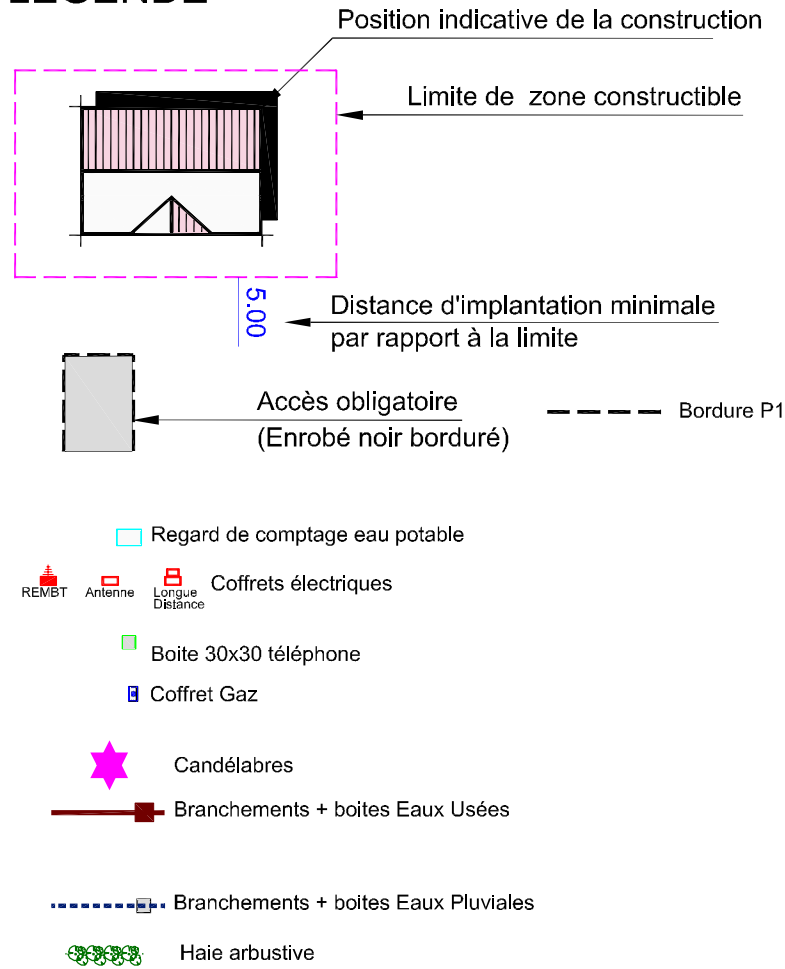 LEGENDE
Position indicative de la construction
Limite de zone constructible
5.00
Distance d'implantation minimale
par rapport à la limite
Accès obligatoire
(Enrobé noir borduré)
Bordure P1
Regard de comptage eau potable
REMBT
Antenne
Longue
Distance
Coffrets électriques
Boite 30x30 téléphone
Coffret Gaz
Candélabres
Branchements + boites Eaux Usées
Branchements + boites Eaux Pluviales
Haie arbustive